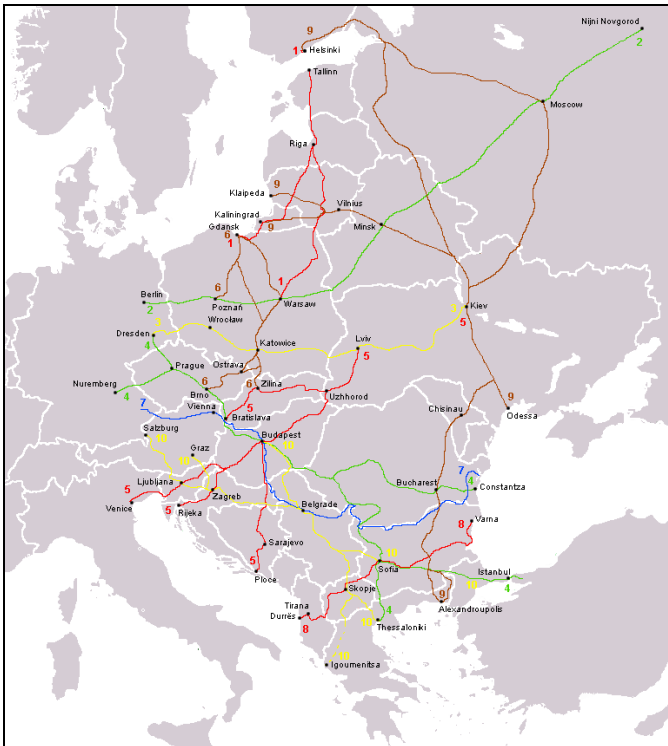 Nijni Novgorod
9
2
1
Helsinki
Tallinn
Moscow
Riga
9
Klaipeda
Vilnius
Kaliningrad
9
Gdańsk
6
Minsk
1
1
Berlin
6
2
Poznań
Warsaw
3
Kiev
3
5
Wrocław
Dresden
4
Lviv
Katowice
5
Prague
Ostrava
Nuremberg
6
6
Zilina
4
Brno
5
Uzhhorod
7
Vienna
9
Chisinau
Odessa
Bratislava
Salzburg
10
Budapest
Graz
10
10
7
Ljubljana
Bucharest
4
Constantza
5
Zagreb
Venice
5
Rijeka
Belgrade
8
Varna
Sarajevo
10
5
Sofia
Ploce
Istanbul
10
4
Skopje
9
Tirana
Alexandroupolis
Durrës
4
8
10
Thessaloniki
10
Igoumenitsa